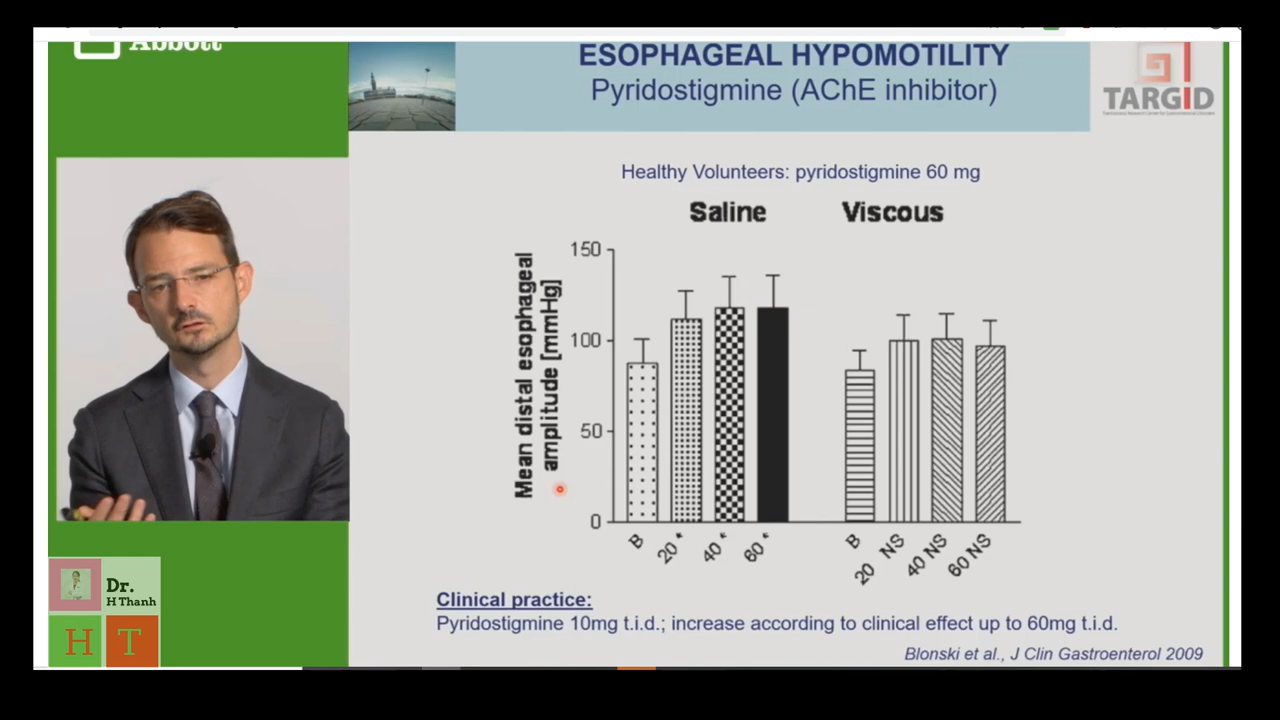 Abbott
ESOPHAGEAL HYPOMOTILITY
Pyridostigmine (AChE inhibitor)
TARGID
Healthy Volunteers: pyridostigmine 60 mg
Saline Viscous
Mean distal esophageal
amplitude [mmHg]
150
100
50
0
B 20 * 40 * 60 * B 20 NS 40 NS 60 NS
Clinical practice:
Pyridostigmine 10mg t.i.d.; increase according to clinical effect up to 60mg t.i.d.
Blonski et al., J Clin Gastroenterol 2009
Dr.
H Thanh
H T